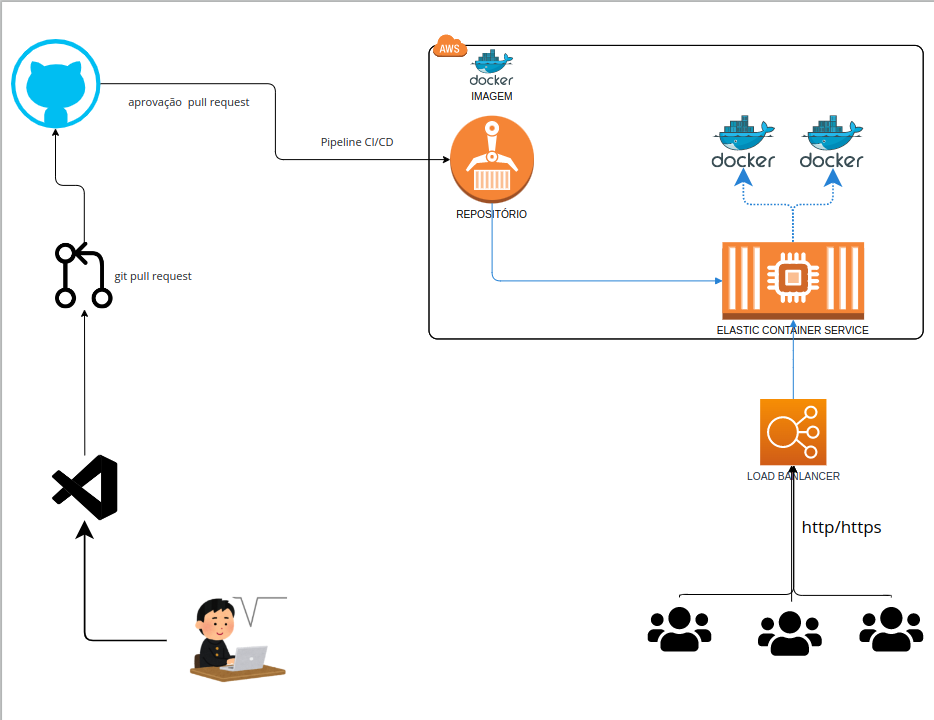 AWS
docker
IMAGEM
aprovação pull request
Pipeline CI/CD
docker
docker
REPOSITÓRIO
git pull request
ELASTIC CONTAINER SERVICE
LOAD BANLANCER
http/https